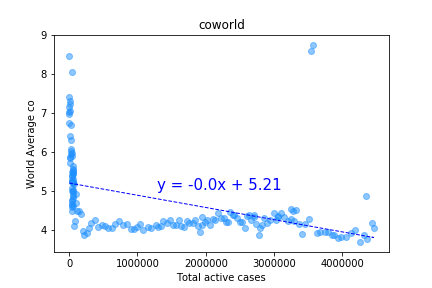 coworld
World Average co
9
8
7
6
5
4
y = -0.0x + 5.21
0 1000000 2000000 3000000 4000000
Total active cases